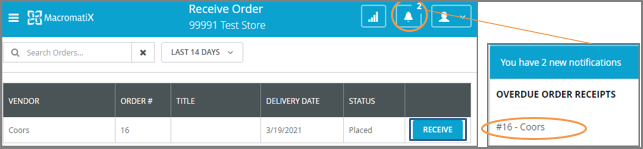 MacromatiX
Receive Order
99991 Test Store
2
Search Orders...
LAST 14 DAYS
VENDOR ORDER # TITLE DELIVERY DATE STATUS
Coors 16 3/19/2021 Placed RECEIVE
You have 2 new notifications
OVERDUE ORDER RECEIPTS
#16 - Coors